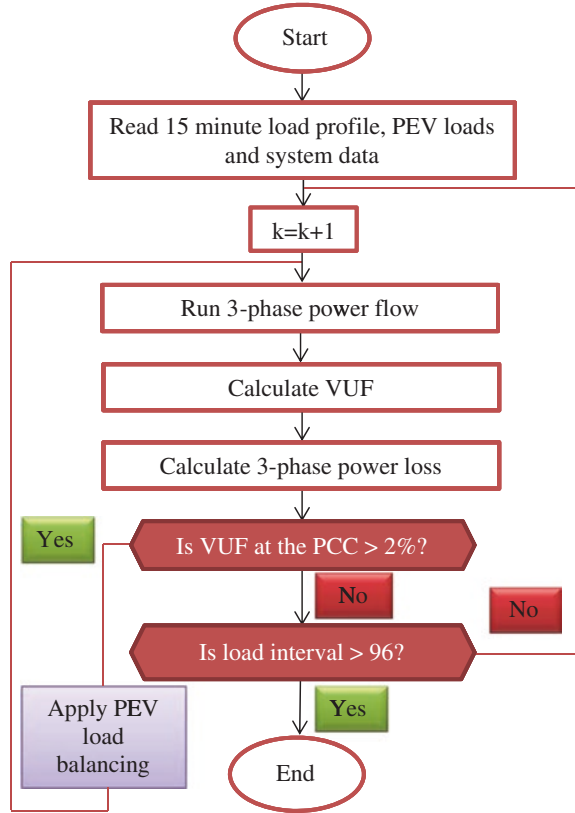 Start
Read 15 minute load profile, PEV loads
and system data
k=k+1
Run 3-phase power flow
Calculate VUF
Calculate 3-phase power loss
Yes
Is VUF at the PCC > 2%?
No
No
Is load interval > 96?
Apply PEV
load
balancing
Yes
End